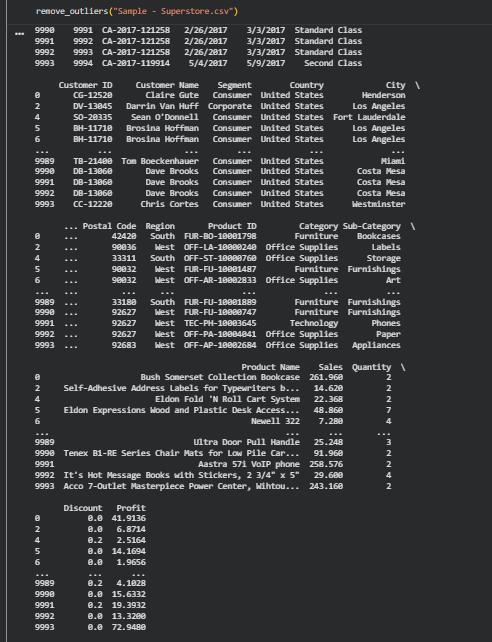 remove_outliers("Sample - Superstore.csv")
... 9990 9991 CA-2017-121258 2/26/2017 3/3/2017 Standard Class
9991 9992 CA-2017-121258 2/26/2017 3/3/2017 Standard Class
9992 9993 CA-2017-121258 2/26/2017 3/3/2017 Standard Class
9993 9994 CA-2017-119914 5/4/2017 5/9/2017 Second Class
Customer ID Customer Name Segment Country City \
0 CG-12520 Claire Gute Consumer United States Henderson
2 DV-13045 Darrin Van Huff Corporate United States Los Angeles
4 SO-20335 Sean O'Donnell Consumer United States Fort Lauderdale
5 BH-11710 Brosina Hoffman Consumer United States Los Angeles
6 BH-11710 Brosina Hoffman Consumer United States Los Angeles
... ... ... ... ... ...
9989 TB-21400 Tom Boeckenhauer Consumer United States Miami
9990 DB-13060 Dave Brooks Consumer United States Costa Mesa
9991 DB-13060 Dave Brooks Consumer United States Costa Mesa
9992 DB-13060 Dave Brooks Consumer United States Costa Mesa
9993 CC-12220 Chris Cortes Consumer United States Westminster
... Postal Code Region Product ID Category Sub-Category \
0 ... 42420 South FUR-BO-10001798 Furniture Bookcases
2 ... 90036 West OFF-LA-10000240 Office Supplies Labels
4 ... 33311 South OFF-ST-10000760 Office Supplies Storage
5 ... 90032 West FUR-FU-10001487 Furniture Furnishings
6 ... 90032 West OFF-AR-10002833 Office Supplies Art
... ... ... ... ... ... ...
9989 ... 33180 South FUR-FU-10001889 Furniture Furnishings
9990 ... 92627 West FUR-FU-10000747 Furniture Furnishings
9991 ... 92627 West TEC-PH-10003645 Technology Phones
9992 ... 92627 West OFF-PA-10004041 Office Supplies Paper
9993 ... 92683 West OFF-AP-10002684 Office Supplies Appliances
Product Name Sales Quantity \
0 Bush Somerset Collection Bookcase 261.960 2
2 Self-Adhesive Address Labels for Typewriters b... 14.620 2
4 Eldon Fold 'N Roll Cart System 22.368 2
5 Eldon Expressions Wood and Plastic Desk Access... 48.860 7
6 Newell 322 7.280 4
... ... ... ...
9989 Ultra Door Pull Handle 25.248 3
9990 Tenex B1-RE Series Chair Mats for Low Pile Car... 91.960 2
9991 Aastra 57i VoIP phone 258.576 2
9992 It's Hot Message Books with Stickers, 2 3/4" x 5" 29.600 4
9993 Acco 7-Outlet Masterpiece Power Center, Wihtou... 243.160 2
Discount Profit
0 0.0 41.9136
2 0.0 6.8714
4 0.2 2.5164
5 0.0 14.1694
6 0.0 1.9656
... ... ...
9989 0.2 4.1028
9990 0.0 15.6332
9991 0.2 19.3932
9992 0.0 13.3200
9993 0.0 72.9480